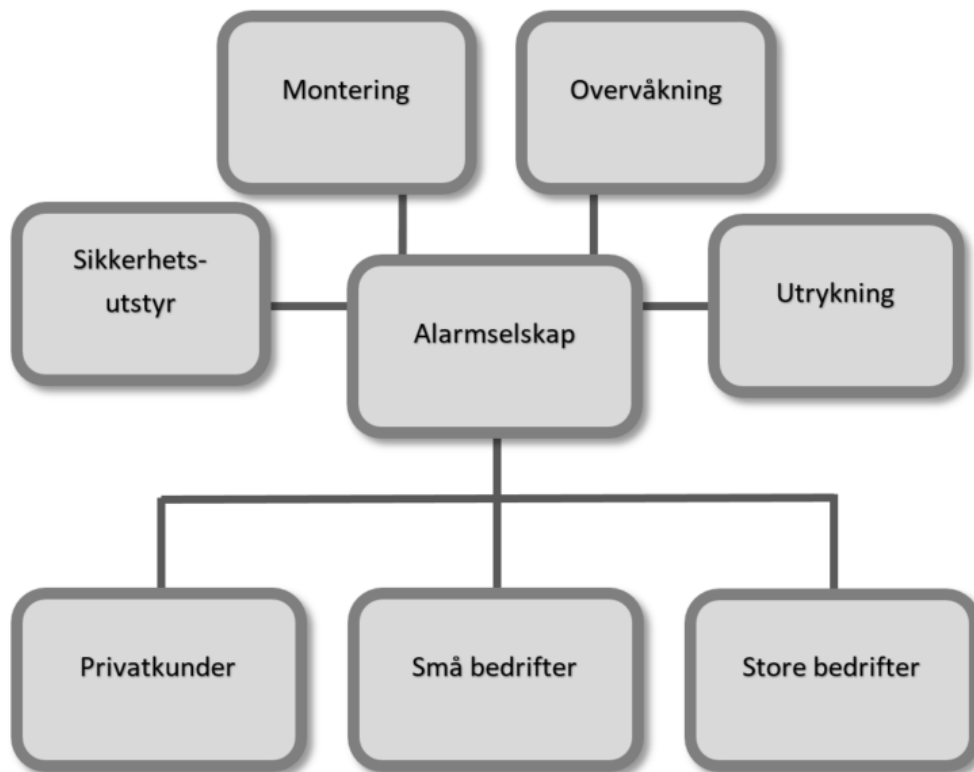 Montering
Overvåkning
Sikkerhets-
utstyr
Utrykning
Alarmselskap
Privatkunder
Små bedrifter
Store bedrifter